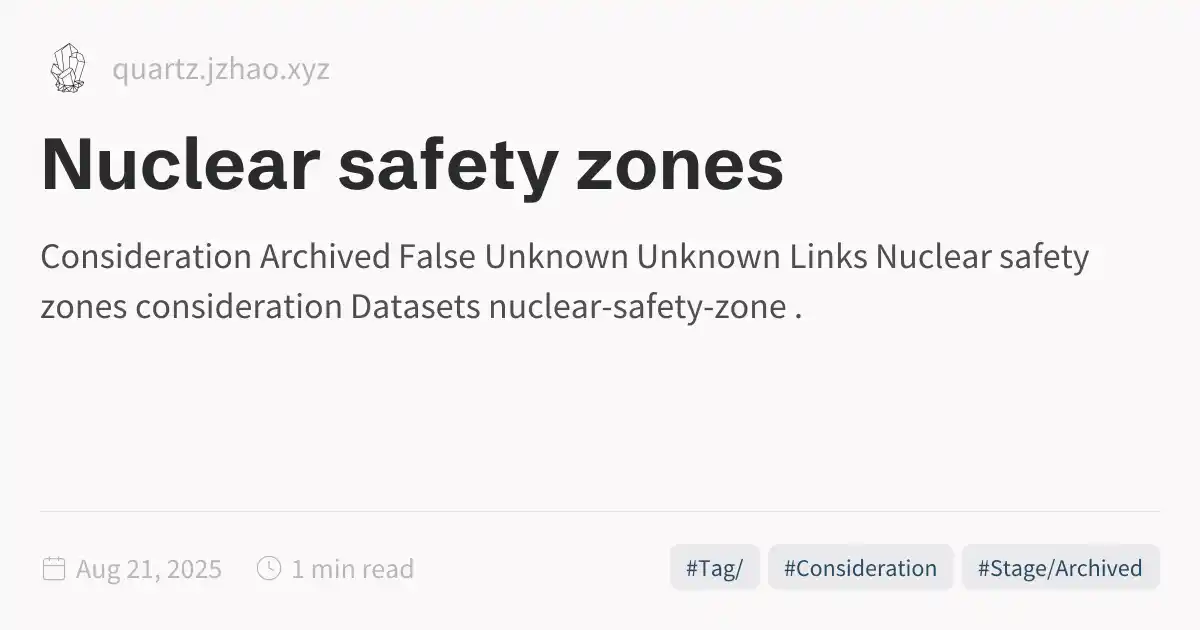 quartz.jzhao.xyz
Nuclear safety zones
Consideration Archived False Unknown Unknown Links Nuclear safety
zones consideration Datasets nuclear-safety-zone .
Aug 21, 2025
1 min read
#Tag/
#Consideration
#Stage/Archived